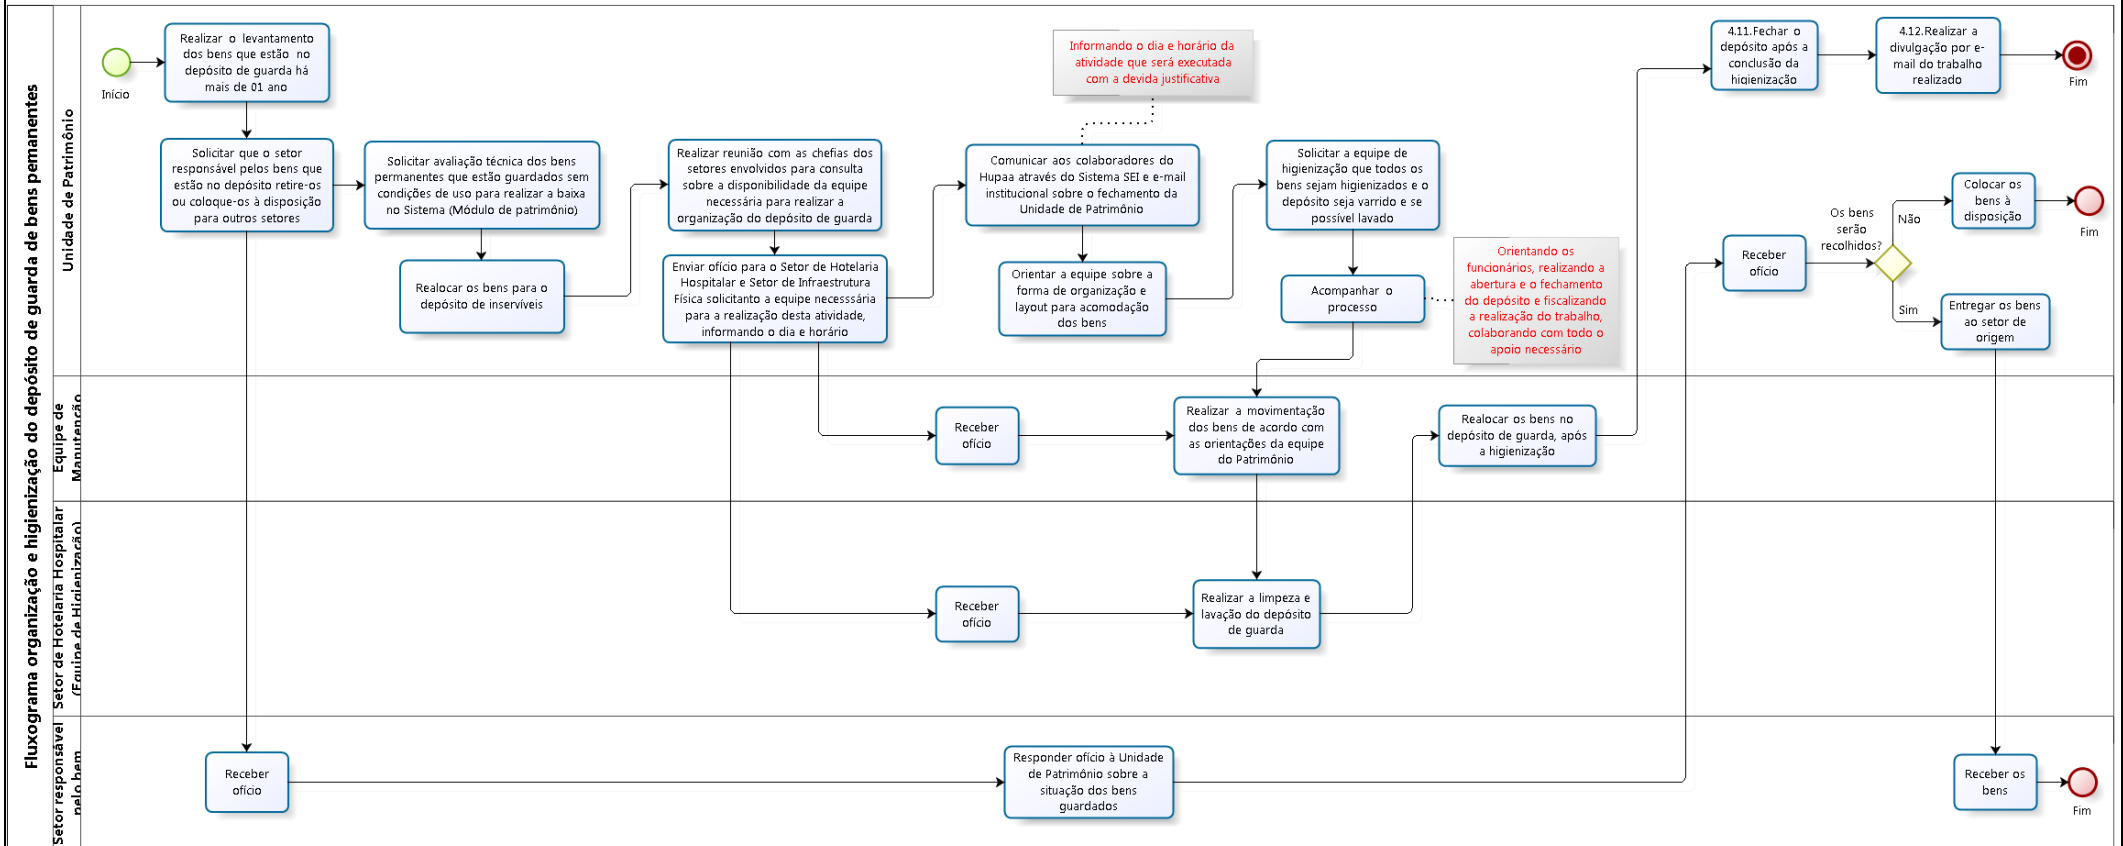 Fluxograma organização e higienização do depósito de guarda de bens pemanentes
Unidade de Patrimônio
Início
Realizar o levantamento
dos bens que estão no
depósito de guarda há
mais de 01 ano
Solicitar que o setor
responsável pelos bens que
estão no depósito retire-os
ou coloque-os à disposição
para outros setores
Solicitar avaliação técnica dos bens
permanentes que estão guardados sem
condições de uso para realizar a baixa
no Sistema (Módulo de patrimônio)
Realocar os bens para o
depósito de inservíveis
Realizar reunião com as chefias dos
setores envolvidos para consulta
sobre a disponibilidade da equipe
necessária para realizar a
organização do depósito de guarda
Enviar ofício para o Setor de Hotelaria
Hospitalar e Setor de Infraestrutura
Física solicitanto a equipe necesssária
para a realização desta atividade,
informando o dia e horário
Informando o dia e horário da
atividade que será executada
com a devida justificativa
Comunicar aos colaboradores do
Hupaa através do Sistema SEI e e-mail
institucional sobre o fechamento da
Unidade de Patrimônio
Orientar a equipe sobre a
forma de organização e
layout para acomodação
dos bens
Solicitar a equipe de
higienização que todos os
bens sejam higienizados e o
depósito seja varrido e se
possível lavado
Acompanhar o
processo
Orientando os
funcionários, realizando a
abertura e o fechamento
do depósito e fiscalizando
a realização do trabalho,
colaborando com todo o
apoio necessário
4.11.Fechar o
depósito após a
conclusão da
higienização
4.12.Realizar a
divulgação por e-
mail do trabalho
realizado
Fim
Receber
ofício
Os bens
serão
recolhidos?
Não
Colocar os
bens à
disposição
Fim
Sim
Entregar os bens
ao setor de
origem
Equipe de
Manutenção
Receber
ofício
Realizar a movimentação
dos bens de acordo com
as orientações da equipe
do Patrimônio
Realocar os bens no
depósito de guarda, após
a higienização
Setor de Hotelaria Hospitalar
(Equipe de Higienização)
Receber
ofício
Realizar a limpeza e
lavação do depósito
de guarda
Setor responsável
pelo bem
Receber
ofício
Responder ofício à Unidade
de Patrimônio sobre a
situação dos bens
guardados
Receber os
bens
Fim